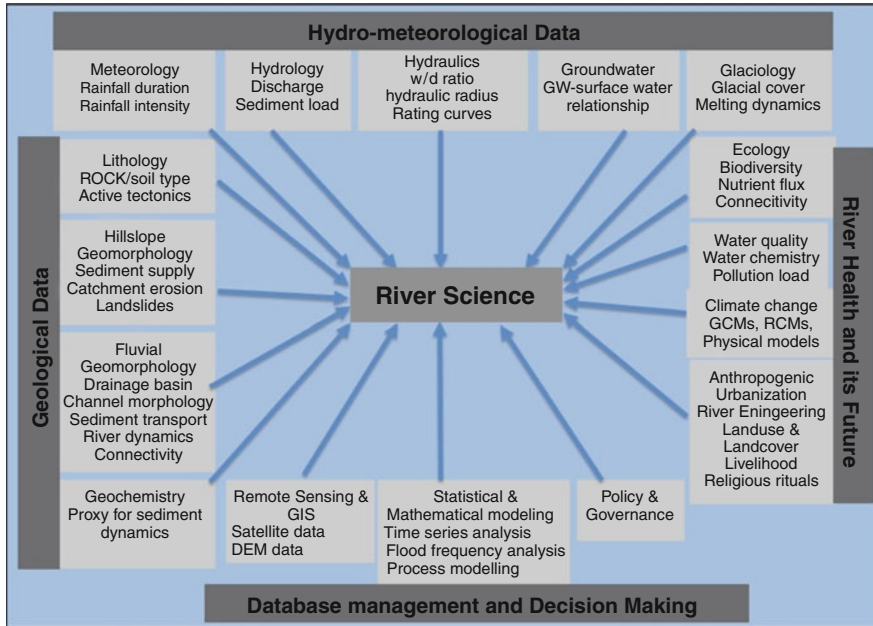 Hydro-meteorological Data
Meteorology
Rainfall duration
Rainfall intensity
Hydrology
Discharge
Sediment load
Hydraulics
w/d ratio
hydraulic radius
Rating curves
Groundwater
GW-surface water
relationship
Glaciology
Glacial cover
Melting dynamics
Geological Data
Lithology
ROCK/soil type
Active tectonics
Hillslope
Geomorphology
Sediment supply
Catchment erosion
Landslides
Fluvial
Geomorphology
Drainage basin
Channel morphology
Sediment transport
River dynamics
Connectivity
Geochemistry
Proxy for sediment
dynamics
River Science
Ecology
Biodiversity
Nutrient flux
Connecitivity
Water quality
Water chemistry
Pollution load
Climate change
GCMs, RCMs,
Physical models
Anthropogenic
Urbanization
River Eningeering
Landuse &
Landcover
Livelihood
Religious rituals
River Health and its Future
Remote Sensing &
GIS
Satellite data
DEM data
Statistical &
Mathematical modeling
Time series analysis
Flood frequency analysis
Process modelling
Policy &
Governance
Database management and Decision Making